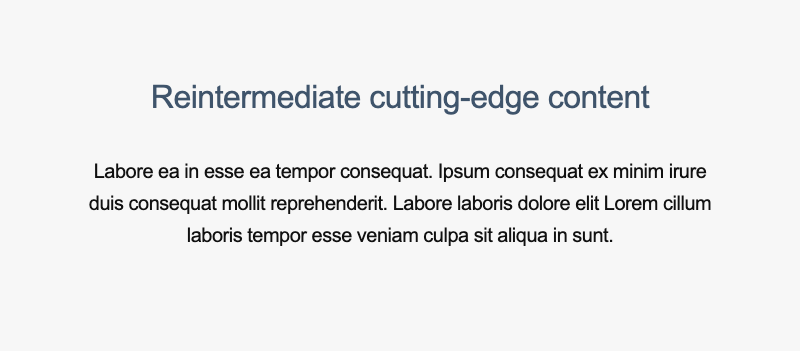 Reintermediate cutting-edge content
Labore ea in esse ea tempor consequat. Ipsum consequat ex minim irure
duis consequat mollit reprehenderit. Labore laboris dolore elit Lorem cillum
laboris tempor esse veniam culpa sit aliqua in sunt.